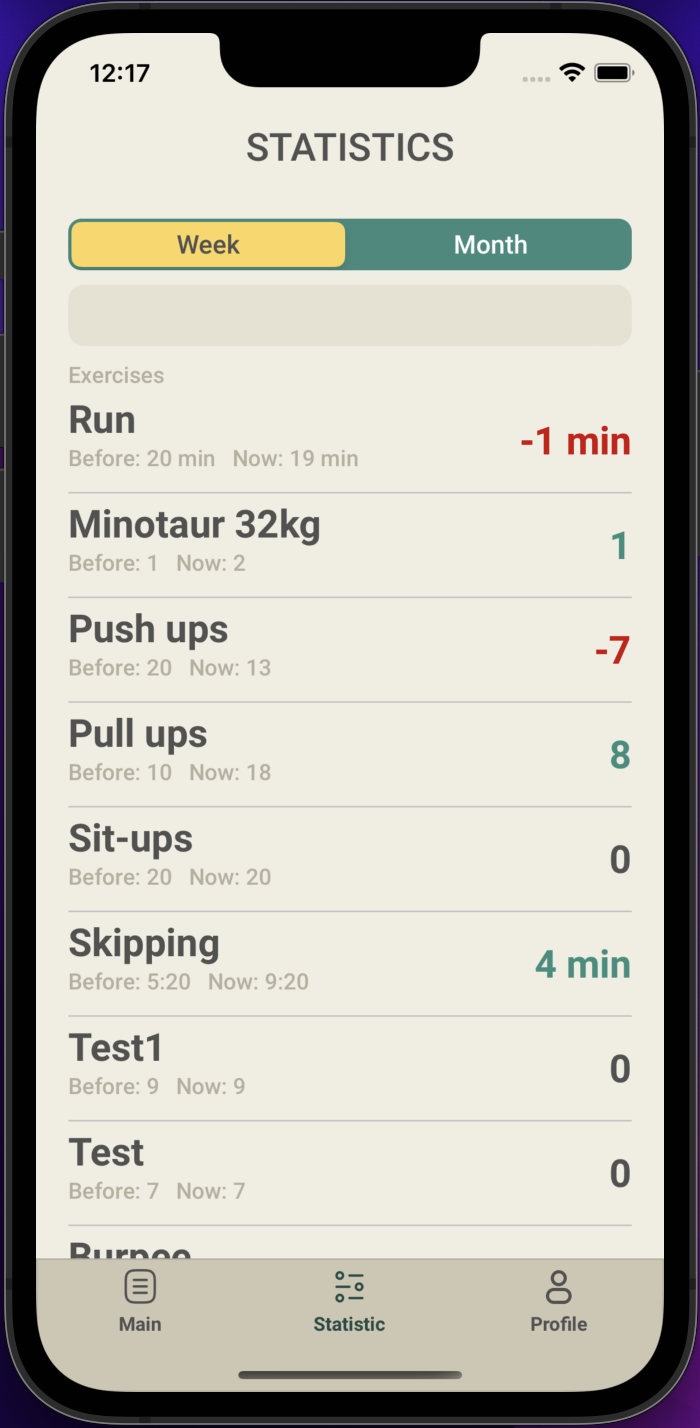 12:17
STATISTICS
Week Month
Exercises
Run
-1 min
Before: 20 min Now: 19 min
Minotaur 32kg
1
Before: 1 Now: 2
Push ups
-7
Before: 20 Now: 13
Pull ups
8
Before: 10 Now: 18
Sit-ups
0
Before: 20 Now: 20
Skipping
4 min
Before: 5:20 Now: 9:20
Test1
0
Before: 9 Now: 9
Test
0
Before: 7 Now: 7
Burpee
Main Statistic Profile